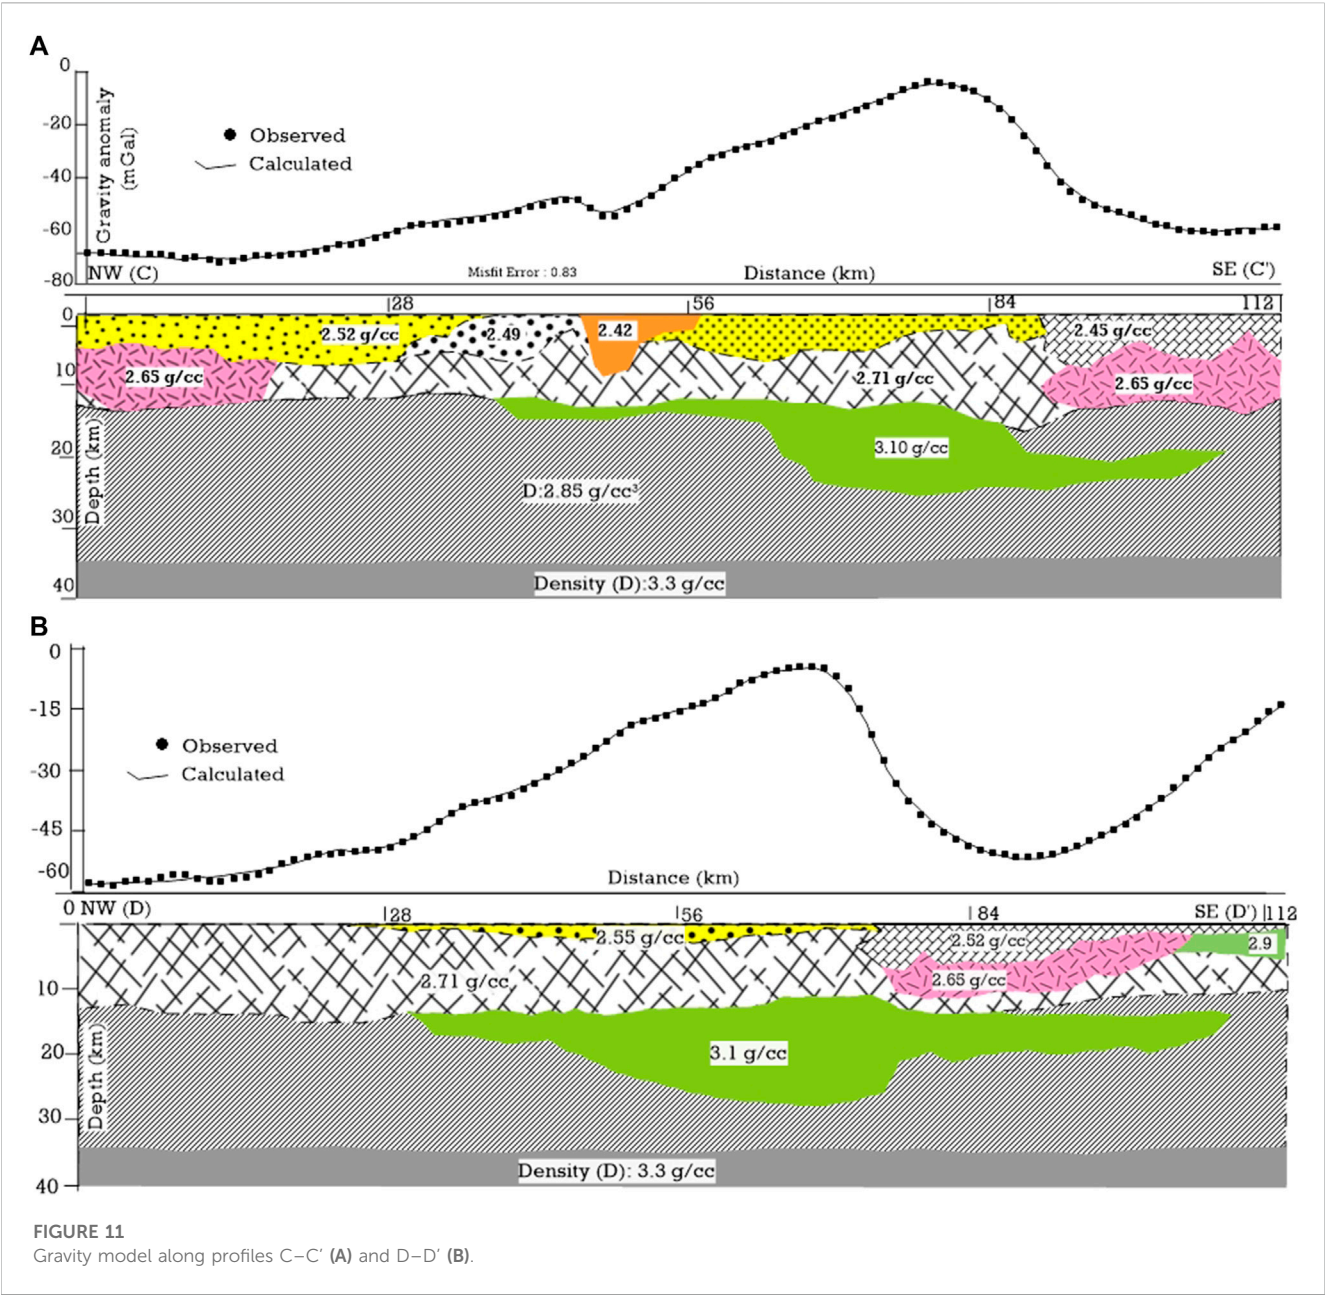 A
0
-20
-40
-60
-80
Gravity anomaly
(mGal)
Observed
Calculated
NW (C)
Misfit Error : 0.83
Distance (km)
SE (C')
28
56
84
112
0
10
20
30
40
Depth (km)
2.52 g/cc
2.49
2.42
2.45 g/cc
2.65 g/cc
2.71 g/cc
2.65 g/cc
3.10 g/cc
D:2.85 g/cc³
Density (D):3.3 g/cc
B
0
-15
-30
-45
-60
Observed
Calculated
Distance (km)
0 NW (D)
28
56
84
SE (D') 112
10
20
30
40
Depth (km)
2.55 g/cc
2.52 g/cc
2.9
2.71 g/cc
2.65 g/cc
3.1 g/cc
Density (D): 3.3 g/cc
FIGURE 11
Gravity model along profiles C–C′ (A) and D–D′ (B).